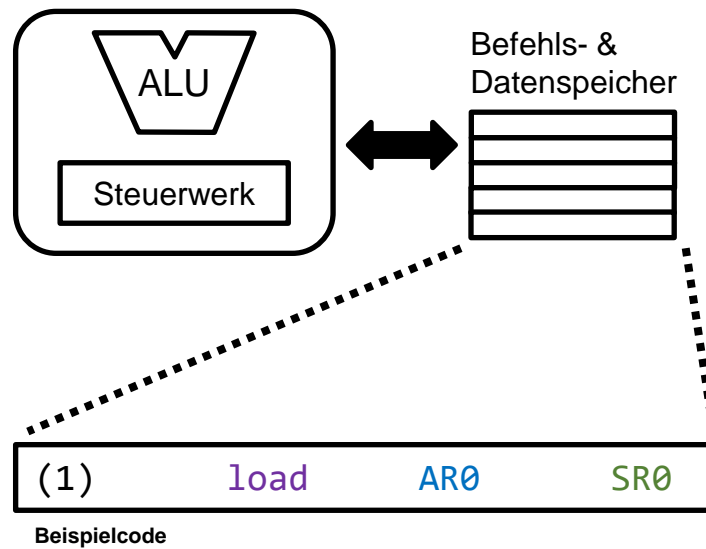 ALU
Steuerwerk
Befehls- &
Datenspeicher
(1) load AR0 SR0
Beispielcode